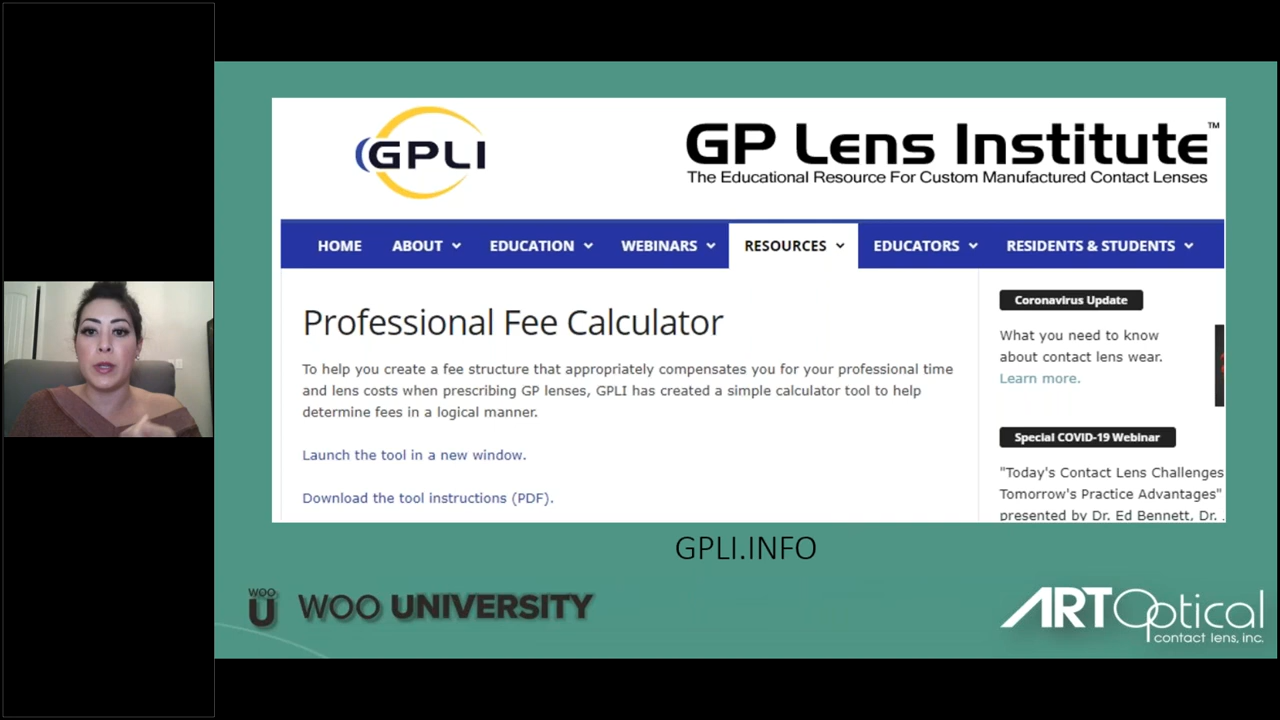 GPLI
GP Lens Institute™
The Educational Resource For Custom Manufactured Contact Lenses
HOME ABOUT EDUCATION WEBINARS RESOURCES EDUCATORS RESIDENTS & STUDENTS
Professional Fee Calculator
To help you create a fee structure that appropriately compensates you for your professional time
and lens costs when prescribing GP lenses, GPLI has created a simple calculator tool to help
determine fees in a logical manner.
Launch the tool in a new window.
Download the tool instructions (PDF).
Coronavirus Update
What you need to know
about contact lens wear.
Learn more.
Special COVID-19 Webinar
"Today's Contact Lens Challenges
Tomorrow's Practice Advantages"
presented by Dr. Ed Bennett, Dr. .
GPLI.INFO
WOO
U
WOO UNIVERSITY
ART Optical
contact lens, inc.